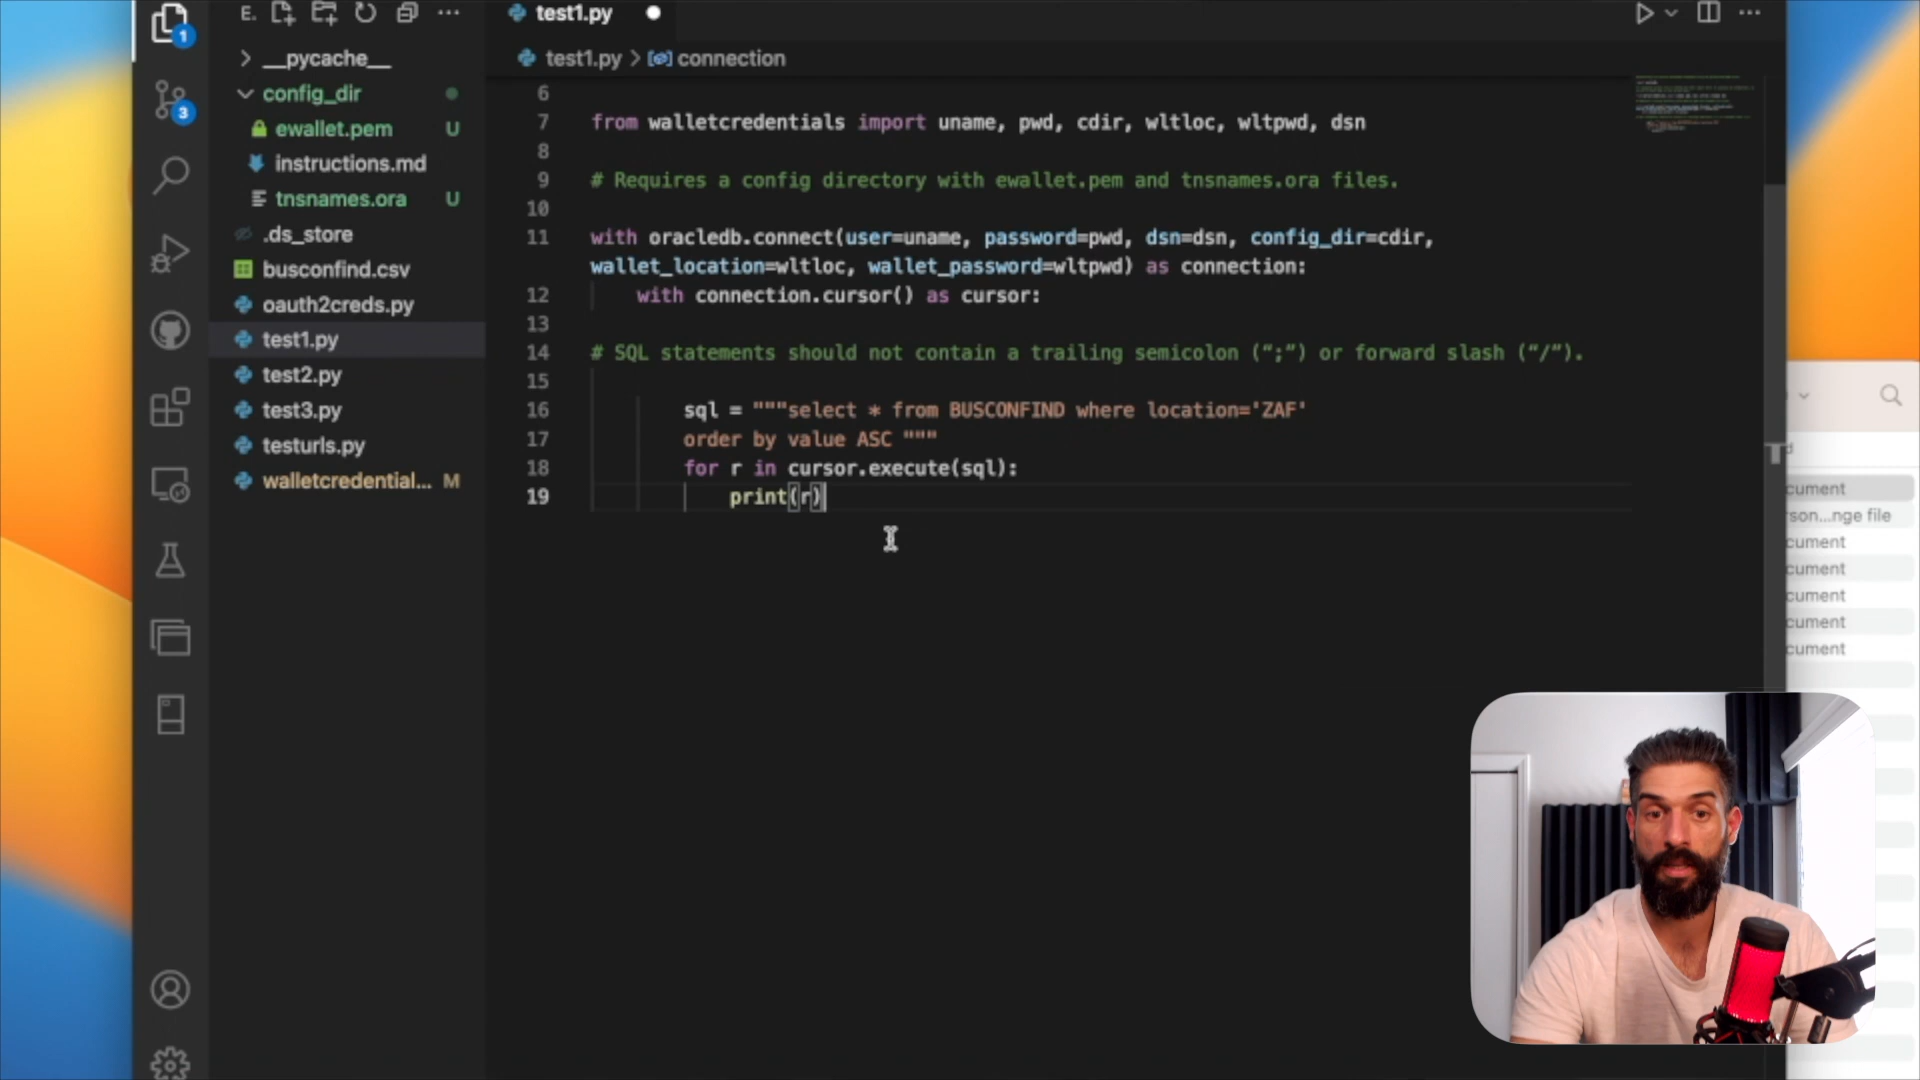 E.
test1.py
1
3
__pycache__
config_dir
ewallet.pem U
instructions.md
tnsnames.ora U
.ds_store
busconfind.csv
oauth2creds.py
test1.py
test2.py
test3.py
testurls.py
walletcredential... M
test1.py > connection
6
7 from walletcredentials import uname, pwd, cdir, wltloc, wltpwd, dsn
8
9 # Requires a config directory with ewallet.pem and tnsnames.ora files.
10
11 with oracledb.connect(user=uname, password=pwd, dsn=dsn, config_dir=cdir,
wallet_location=wltloc, wallet_password=wltpwd) as connection:
12 with connection.cursor() as cursor:
13
14 # SQL statements should not contain a trailing semicolon (“;”) or forward slash (“/”).
15
16 sql = """select * from BUSCONFIND where location='ZAF'
17 order by value ASC """
18 for r in cursor.execute(sql):
19 print(r)
d
cument
rson...nge file
cument
cument
cument
cument
cument